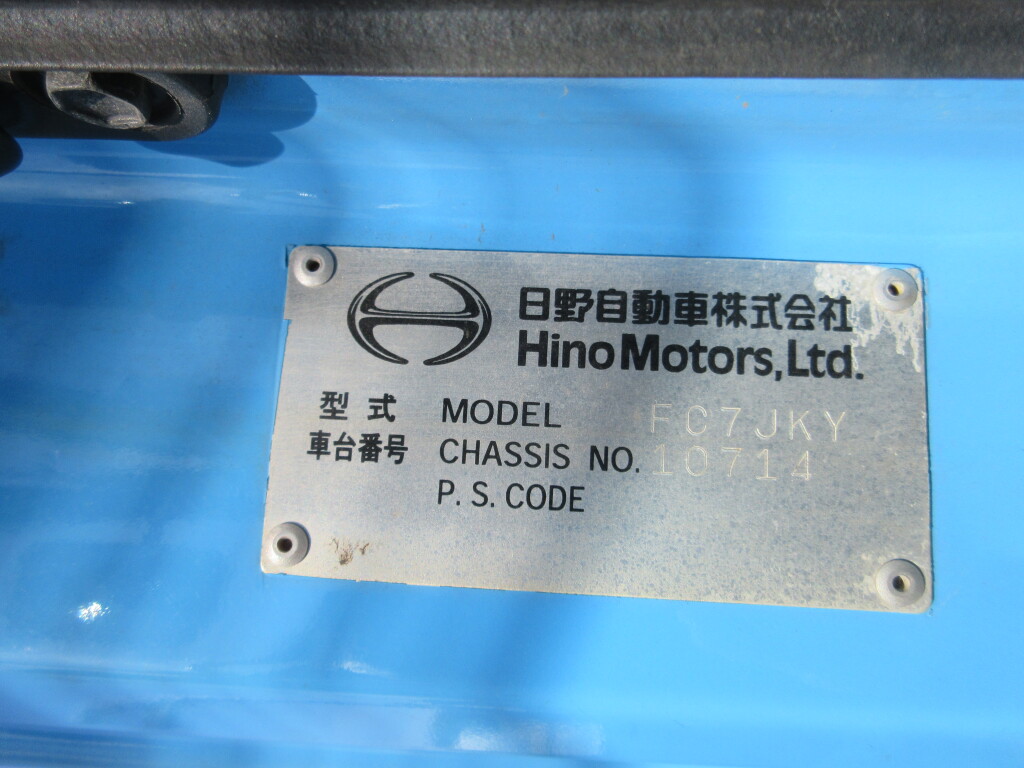 日野自動車株式会社
Hino Motors, Ltd.
型式 MODEL FC7JKY
車台番号 CHASSIS NO. 10714
P. S. CODE